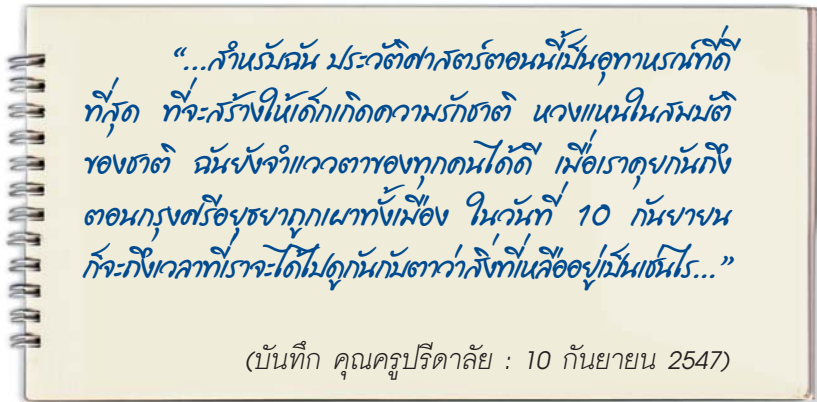 “...สำหรับฉัน ประวัติศาสตร์ตอนนี้เป็นอุทาหรณ์ที่ดี
ที่สุด ที่จะสร้างให้เด็กเกิดความรักชาติ หวงแหนในสมบัติ
ของชาติ ฉันยังจำแววตาของทุกคนได้ดี เมื่อเราคุยกันถึง
ตอนกรุงศรีอยุธยาถูกเผาทั้งเมือง ในวันที่ 10 กันยายน
ก็จะถึงเวลาที่เราจะได้ไปดูกันกับตาว่าสิ่งที่เหลืออยู่เป็นเช่นไร...”
(บันทึก คุณครูปรีดาลัย : 10 กันยายน 2547)